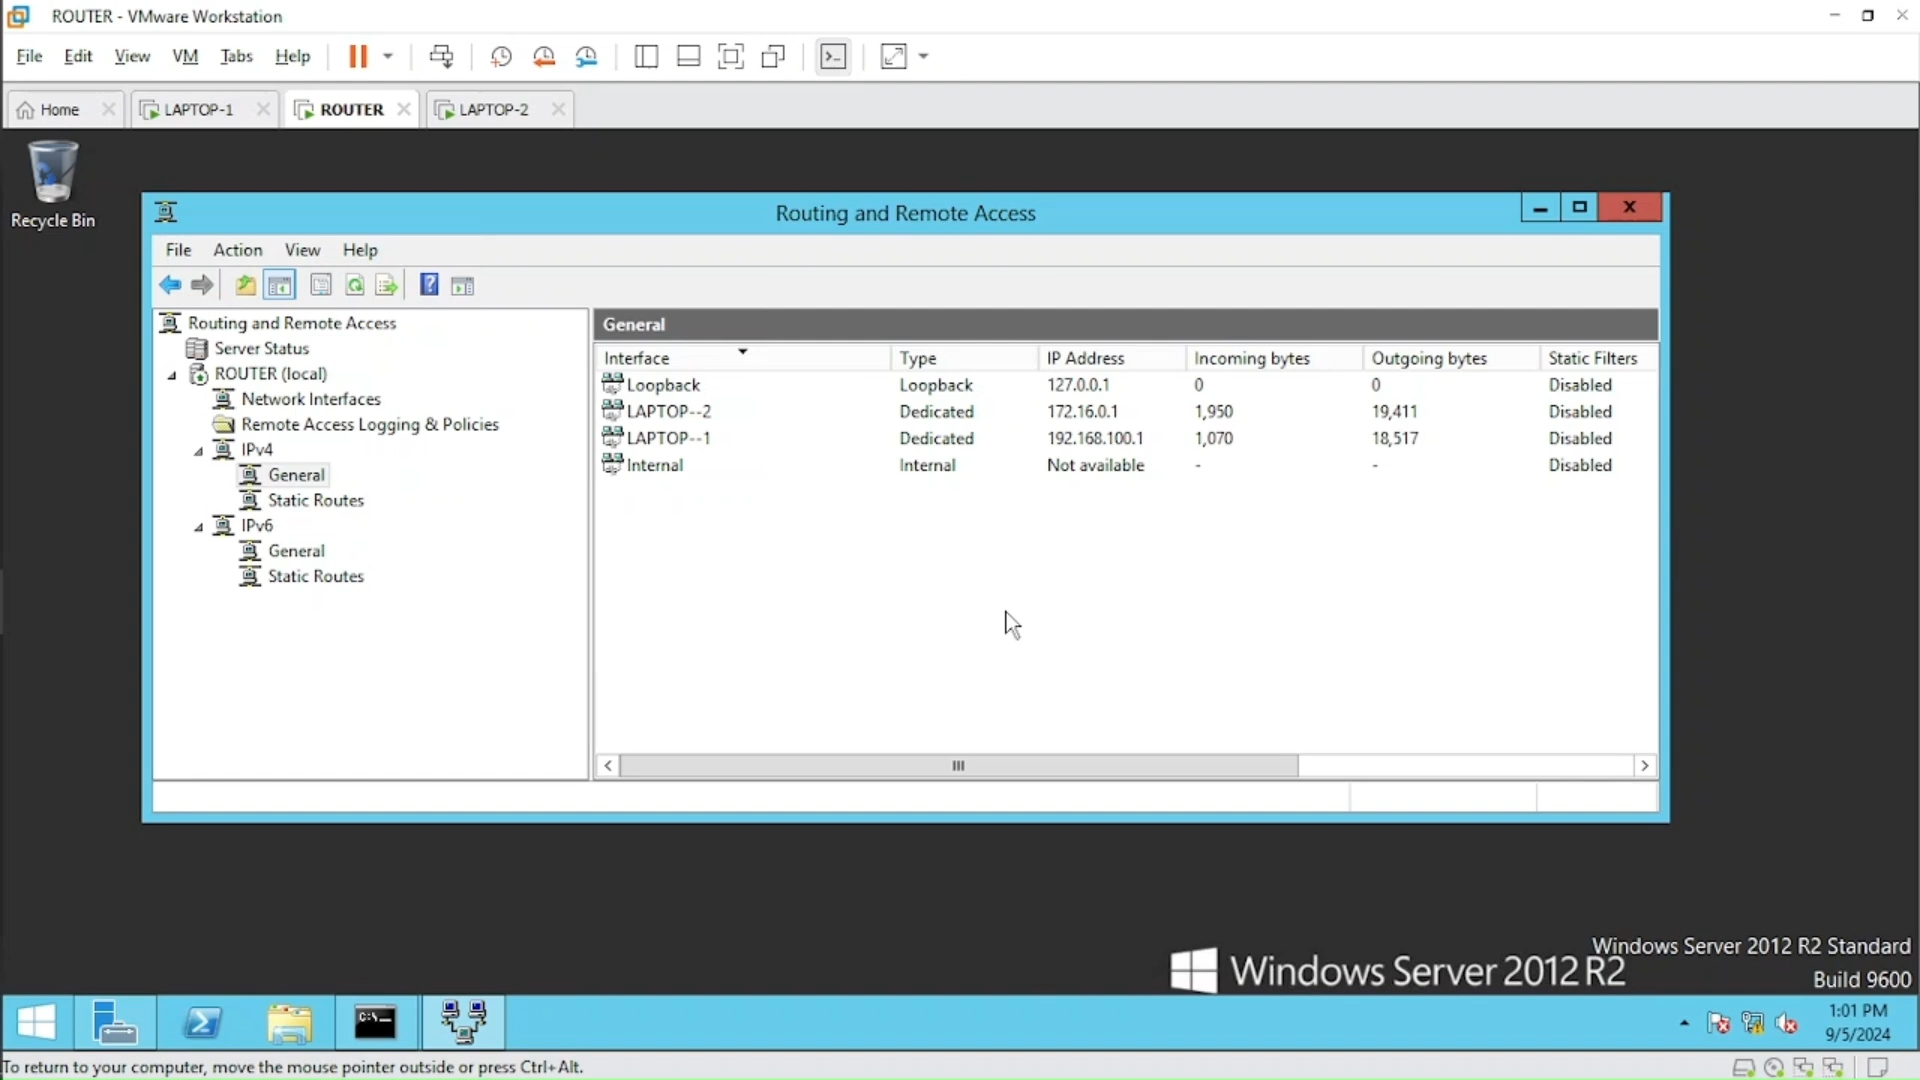 ROUTER - VMware Workstation
File Edit View VM Tabs Help
Home LAPTOP-1 ROUTER LAPTOP-2
Recycle Bin
Routing and Remote Access
File Action View Help
Routing and Remote Access
Server Status
ROUTER (local)
Network Interfaces
Remote Access Logging & Policies
IPv4
General
Static Routes
IPv6
General
Static Routes
General
Interface Type IP Address Incoming bytes Outgoing bytes Static Filters
Loopback Loopback 127.0.0.1 0 0 Disabled
LAPTOP--2 Dedicated 172.16.0.1 1,950 19,411 Disabled
LAPTOP--1 Dedicated 192.168.100.1 1,070 18,517 Disabled
Internal Internal Not available - - Disabled
Windows Server 2012 R2
Windows Server 2012 R2 Standard
Build 9600
C:\
1:01 PM
9/5/2024
To return to your computer, move the mouse pointer outside or press Ctrl+Alt.